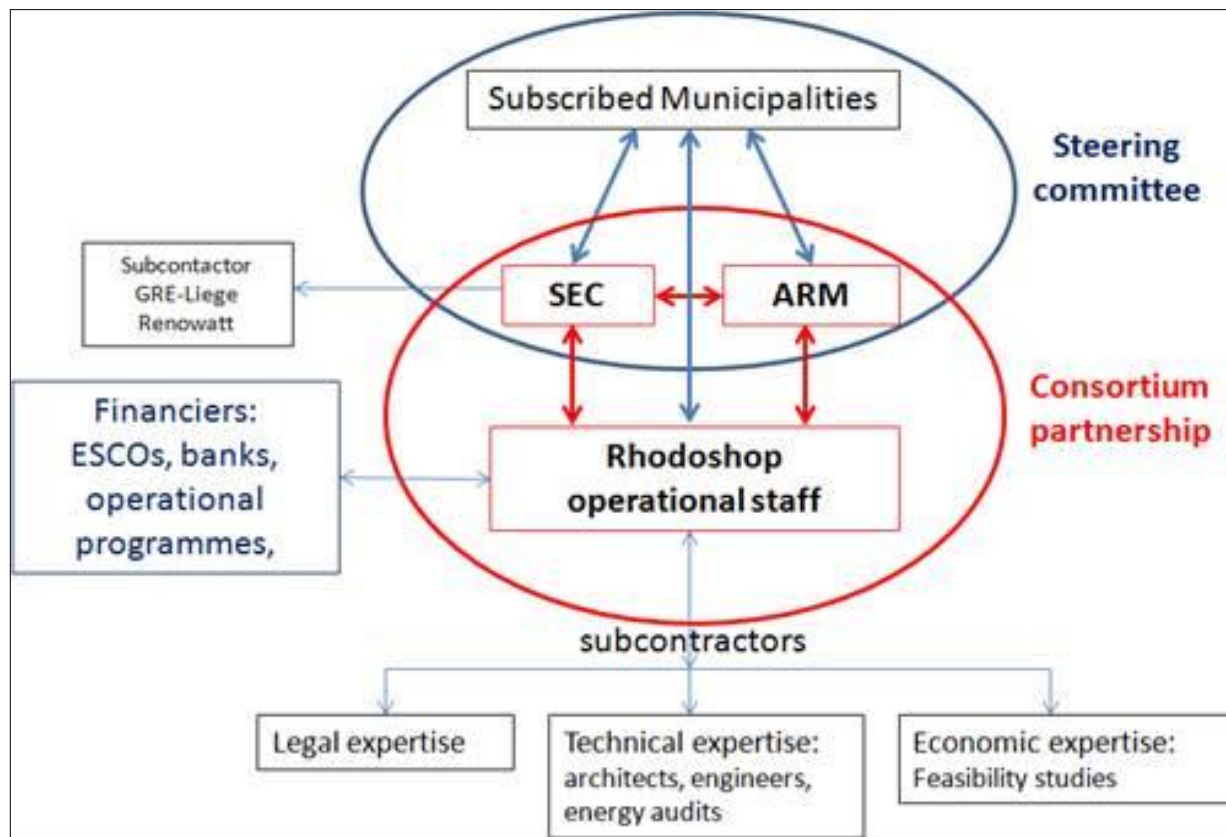 Subscribed Municipalities
Steering
committee
Subcontactor
GRE-Liege
Renowatt
SEC
ARM
Consortium
partnership
Financiers:
ESCOs, banks,
operational
programmes,
Rhodoshop
operational staff
subcontractors
Legal expertise
Technical expertise:
architects, engineers,
energy audits
Economic expertise:
Feasibility studies